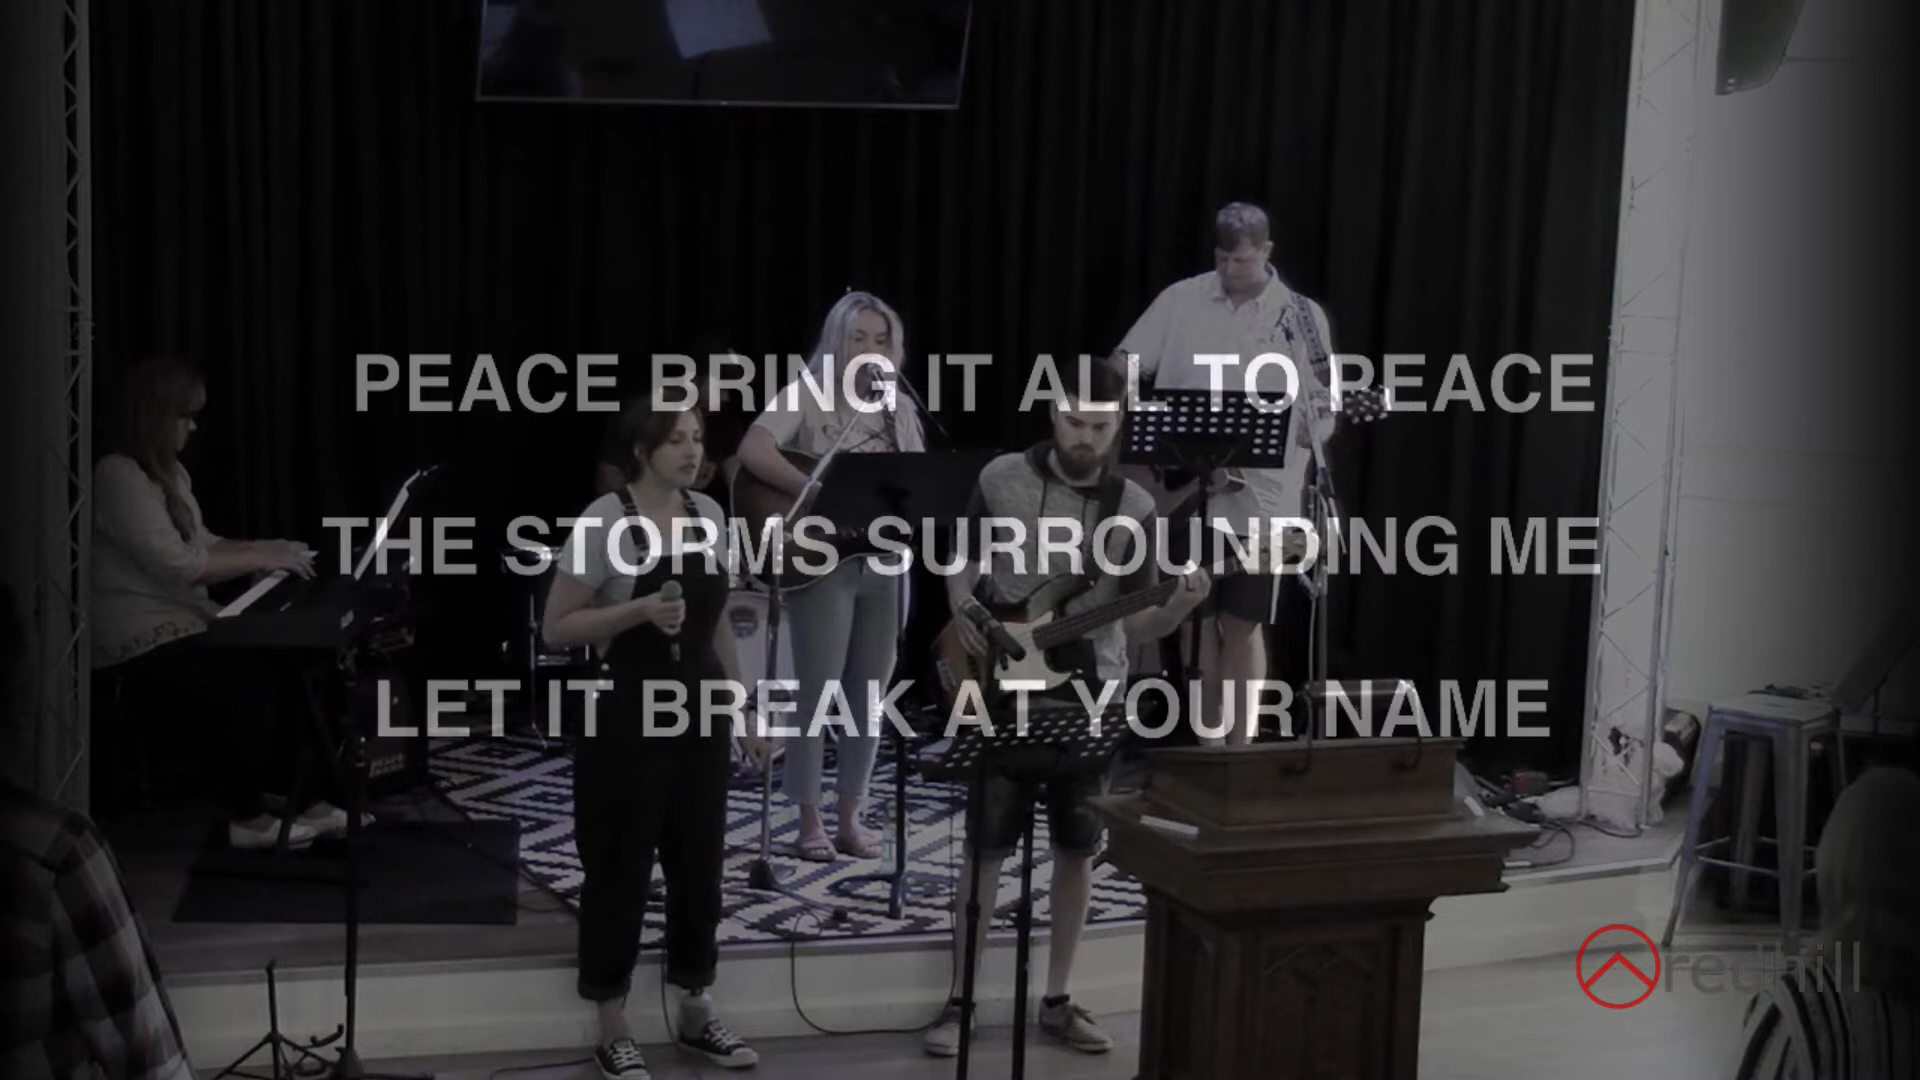 PEACE BRING IT ALL TO PEACE
THE STORMS SURROUNDING ME
LET IT BREAK AT YOUR NAME
redhill